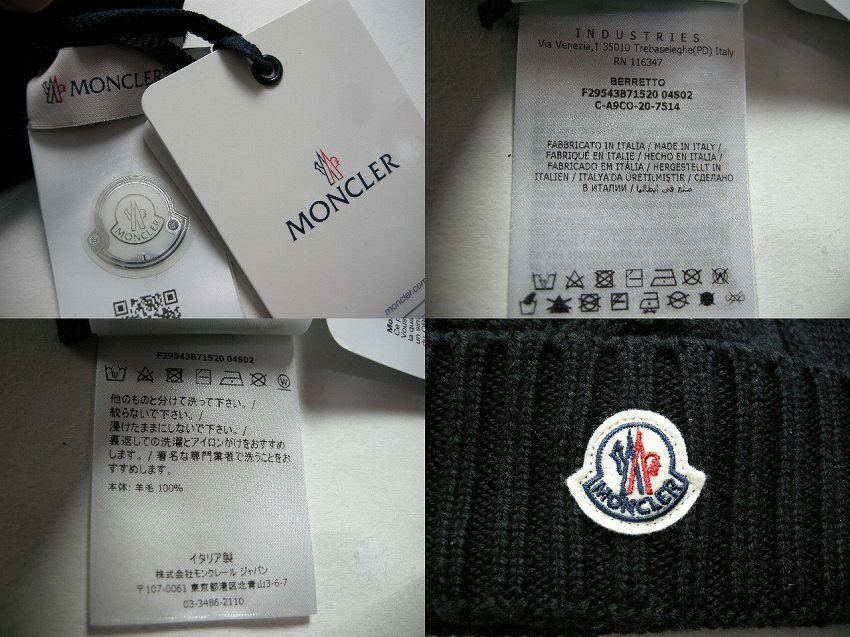 MONCLER
MONCLER
moncler.com
INDUSTRIES
Via Venezia,1 35010 Trebaseleghe(PD) Italy
RN 116347
BERRETTO
F29543B71520 04S02
C-A9CO-20-7514
FABBRICATO IN ITALIA / MADE IN ITALY /
FABRIQUÉ EN ITALIE / HECHO EN ITALIA /
FABRICADO EM ITÁLIA / HERGESTELLT IN
ITALIEN / ITALYA'DA ÜRETILMIŞTIR / СДЕЛАНО
В ИТАЛИИ / صنع في ايطاليا
F29543B71520 04S02
他のものと分けて洗って下さい。/
絞らないで下さい。/
浸けたままにしないで下さい。/
裏返しての洗濯とアイロンがけをおすすめ
します。/ 著名な専門業者で洗うことをお
すすめします。
本体: 羊毛 100%
イタリア製
株式会社モンクレール ジャパン
〒107-0061 東京都港区北青山3-6-7
03-3486-2110
MONCLER